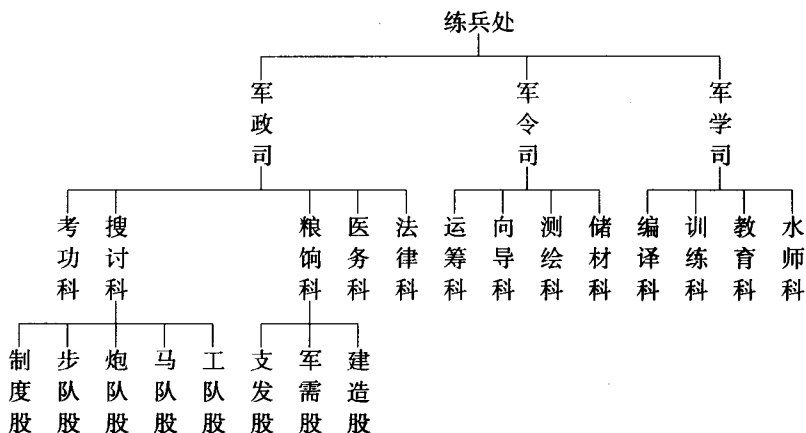 练兵处
军政司
军令司
军学司
考功科
搜讨科
粮饷科
医务科
法律科
运筹科
向导科
测绘科
储材科
编译科
训练科
教育科
水师科
制度股
步队股
炮队股
马队股
工队股
支发股
军需股
建造股